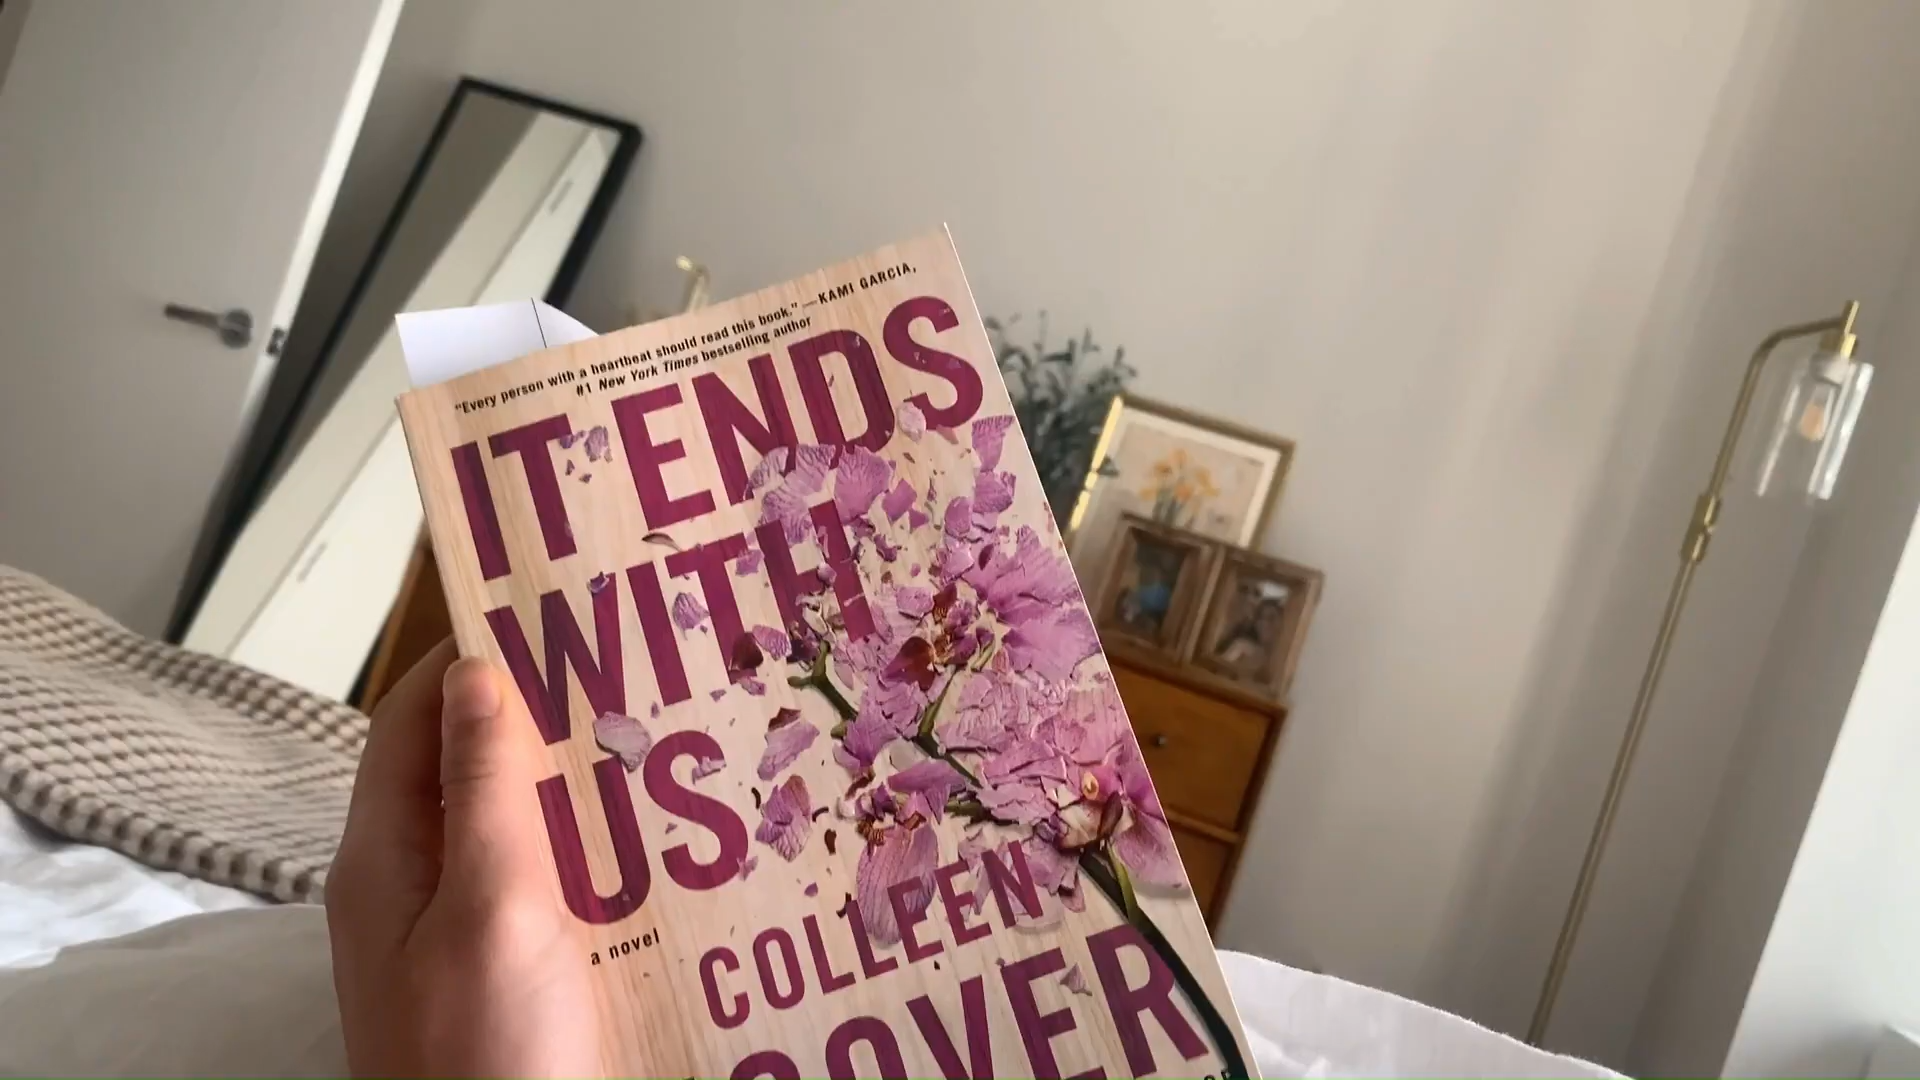 "Every person with a heartbeat should read this book."—KAMI GARCIA,
#1 New York Times bestselling author
IT ENDS
WITH
US
a novel
COLLEEN
OOVER